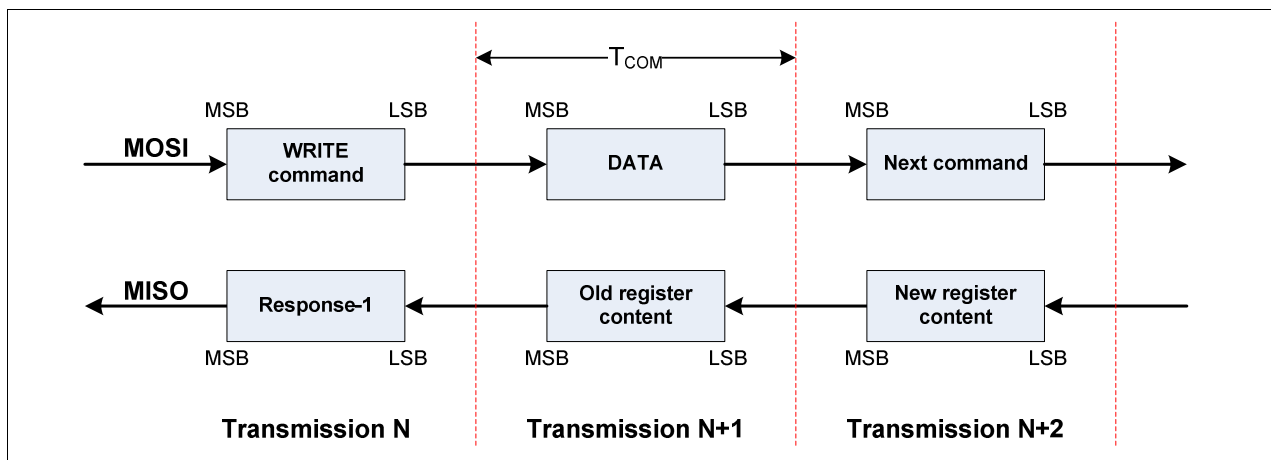 T_COM
MSB LSB MSB LSB MSB LSB
MOSI
WRITE
command
DATA
Next command
MISO
Response-1
Old register
content
New register
content
MSB LSB MSB LSB MSB LSB
Transmission N Transmission N+1 Transmission N+2